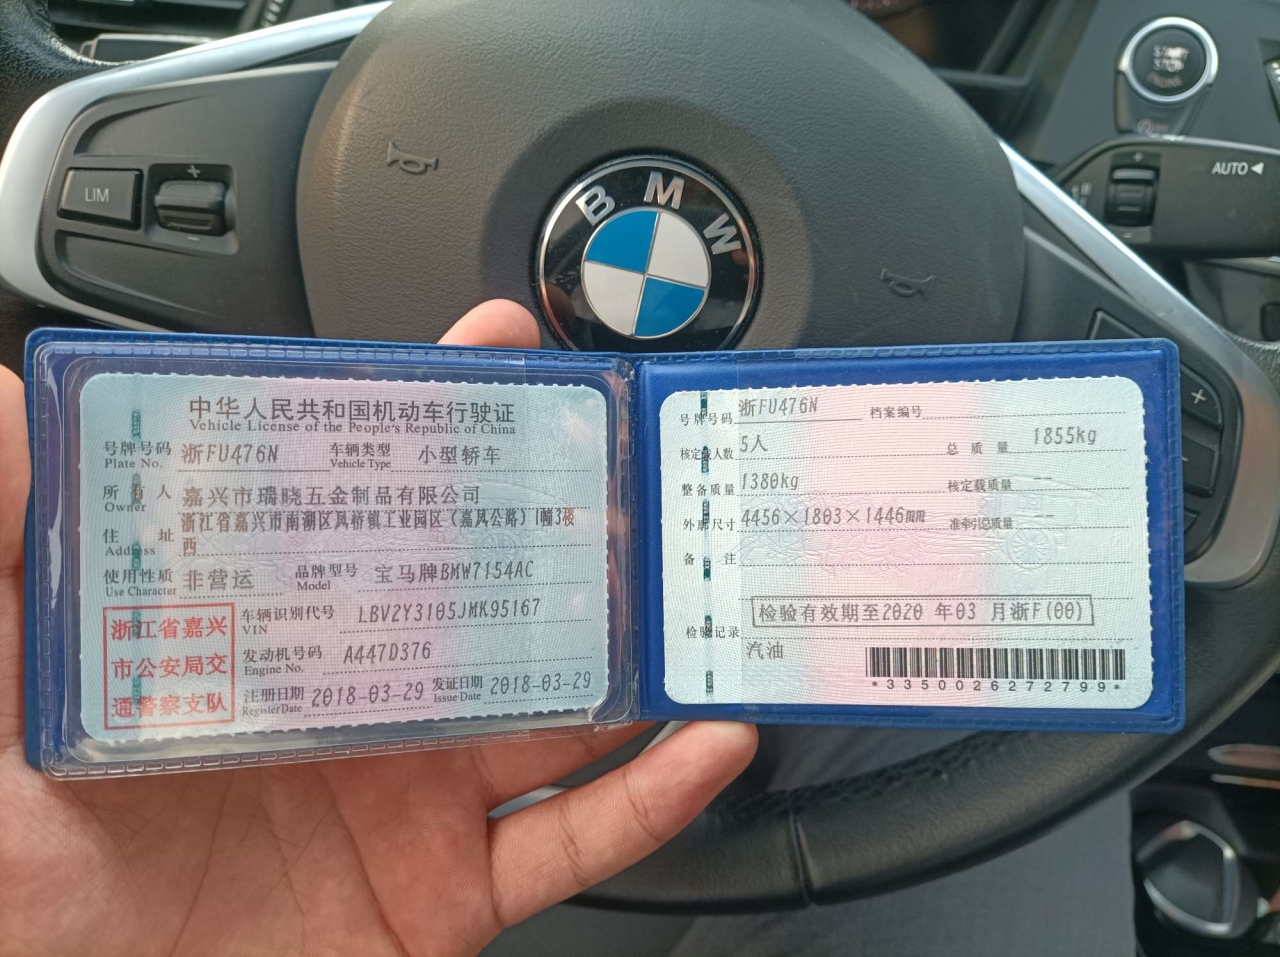 LIM
+
−
BMW
START
STOP
ENGINE
AUTO
中华人民共和国机动车行驶证
Vehicle License of the People's Republic of China
号牌号码 浙FU476N 车辆类型 小型轿车
Plate No. Vehicle Type
所有人 嘉兴市瑞晓五金制品有限公司
Owner
浙江省嘉兴市南湖区凤桥镇工业园区(嘉凤公路)1幢3楼
住址 西
Address
使用性质 非营运 品牌型号 宝马牌BMW7154AC
Use Character Model
浙江省嘉兴
市公安局交
通警察支队
车辆识别代号 LBV2Y3105JMK95167
VIN
发动机号码 A447D376
Engine No.
注册日期 2018-03-29 发证日期 2018-03-29
Register Date Issue Date
号牌号码 浙FU476N 档案编号
核定载人数 5人 总质量 1855kg
整备质量 1380kg 核定载质量 --
外廓尺寸 4456×1803×1446mm 准牵引总质量 --
备注
检验有效期至2020 年03 月浙F(00)
检验记录
汽油
*3350026272799*